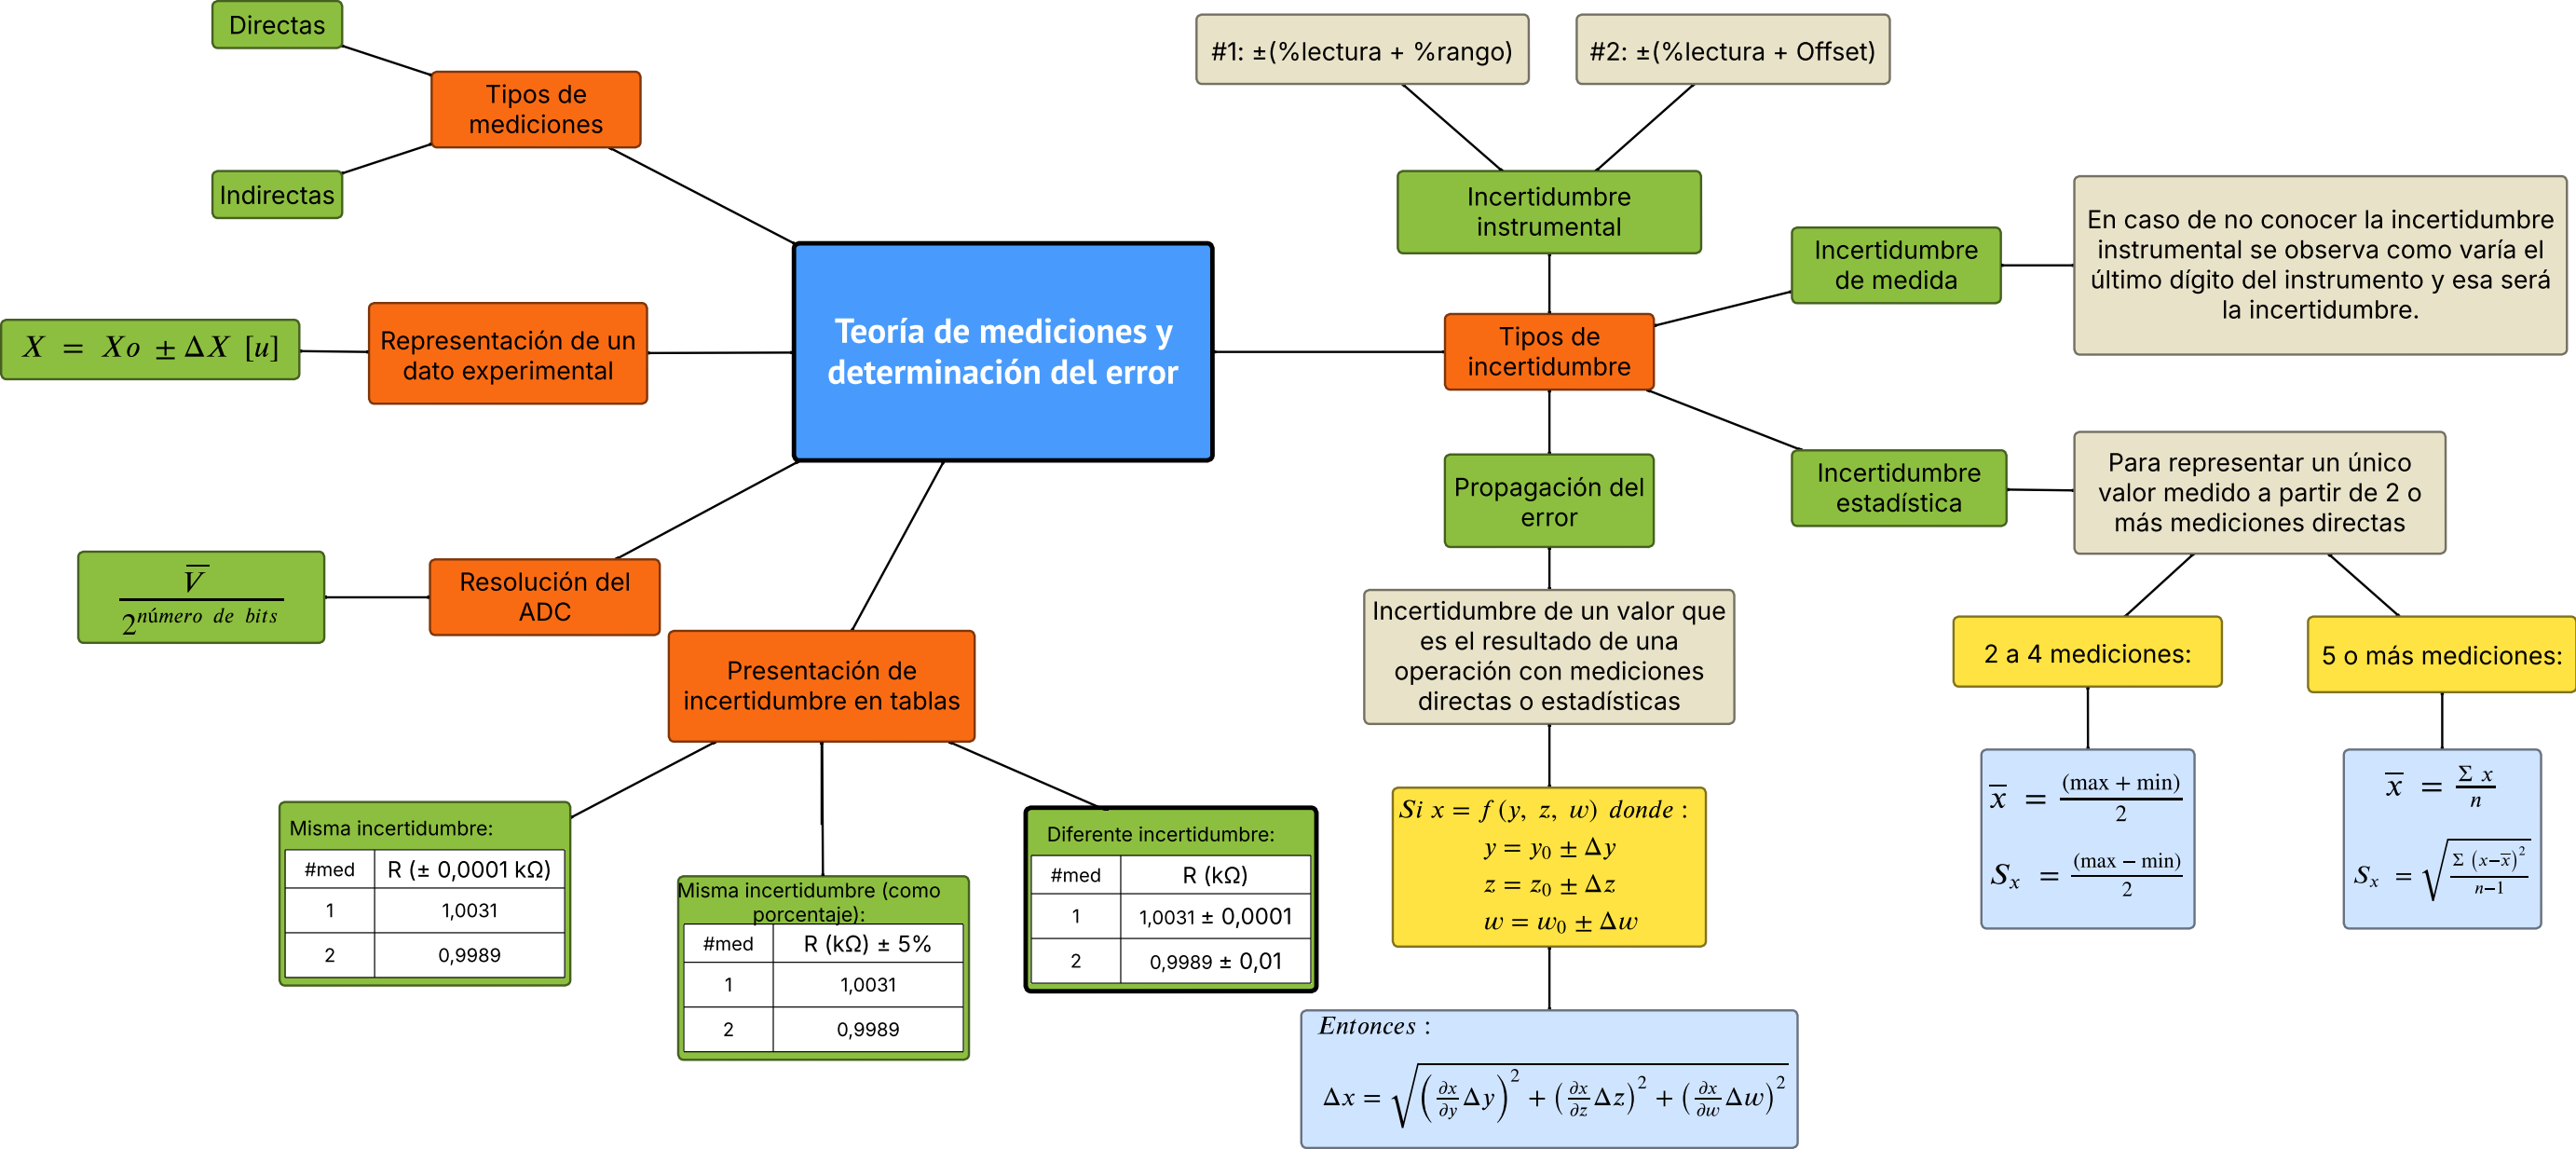 Directas
Tipos de
mediciones
Indirectas
X = Xo ± ΔX [u]
Representación de un
dato experimental
Teoría de mediciones y
determinación del error
V̅
2^número de bits
Resolución del
ADC
Presentación de
incertidumbre en tablas
Misma incertidumbre:
#med R (± 0,0001 kΩ)
1 1,0031
2 0,9989
Misma incertidumbre (como
porcentaje):
#med R (kΩ) ± 5%
1 1,0031
2 0,9989
Diferente incertidumbre:
#med R (kΩ)
1 1,0031 ± 0,0001
2 0,9989 ± 0,01
#1: ±(%lectura + %rango)
#2: ±(%lectura + Offset)
Incertidumbre
instrumental
Tipos de
incertidumbre
Incertidumbre
de medida
En caso de no conocer la incertidumbre
instrumental se observa como varía el
último dígito del instrumento y esa será
la incertidumbre.
Incertidumbre
estadística
Para representar un único
valor medido a partir de 2 o
más mediciones directas
2 a 4 mediciones:
x̅ = (max + min)/2
Sₓ = (max − min)/2
5 o más mediciones:
x̅ = Σ x/n
Sₓ = √(Σ (x−x̅)²/(n−1))
Propagación del
error
Incertidumbre de un valor que
es el resultado de una
operación con mediciones
directas o estadísticas
Si x = f (y, z, w) donde :
y = y₀ ± Δy
z = z₀ ± Δz
w = w₀ ± Δw
Entonces :
Δx = √((∂x/∂y Δy)² + (∂x/∂z Δz)² + (∂x/∂w Δw)²)